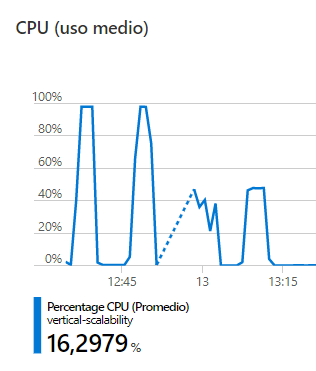 CPU (uso medio)
100%
80%
60%
40%
20%
0%
12:45 13 13:15
Percentage CPU (Promedio)
vertical-scalability
16,2979 %